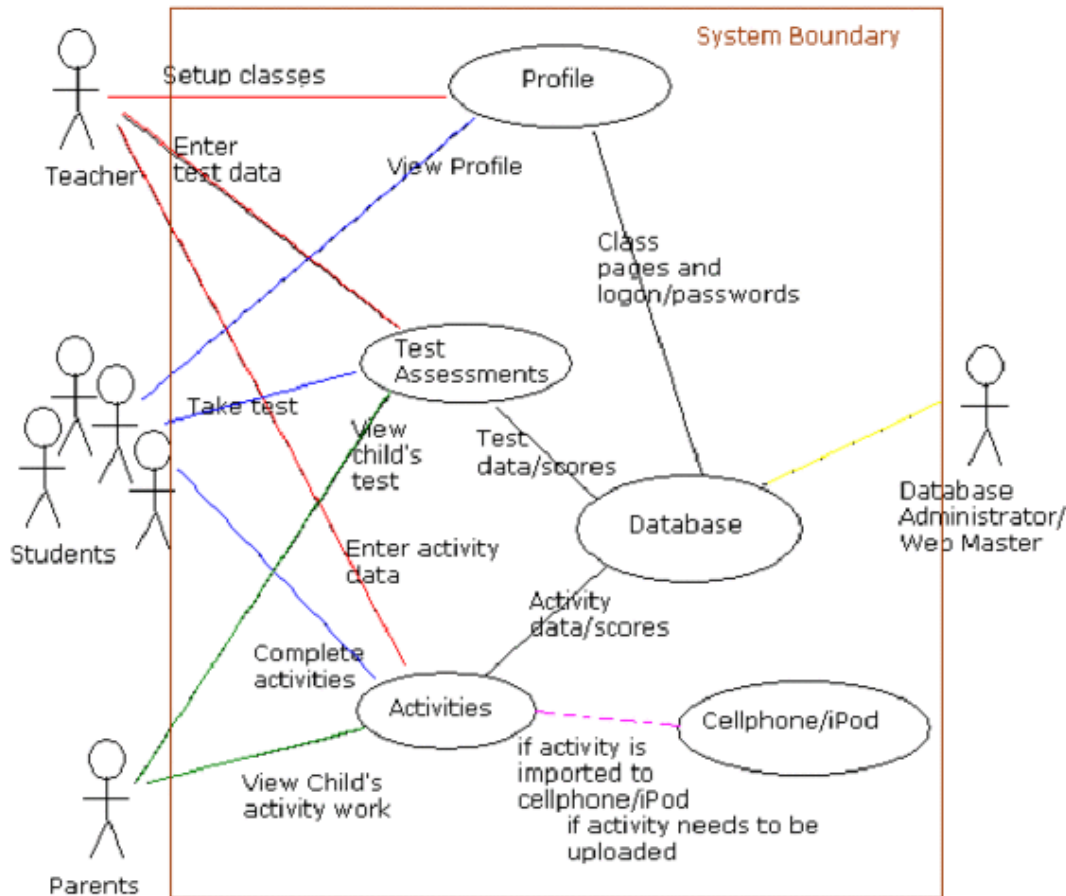 System Boundary
Setup classes
Profile
Teacher
Enter
test data
View Profile
Class
pages and
logon/passwords
Test
Assessments
Take test
View
child's
test
Test
data/scores
Students
Database
Database
Administrator/
Web Master
Enter activity
data
Activity
data/scores
Complete
activities
Activities
Cellphone/iPod
if activity is
imported to
cellphone/iPod
if activity needs to be
uploaded
View Child's
activity work
Parents